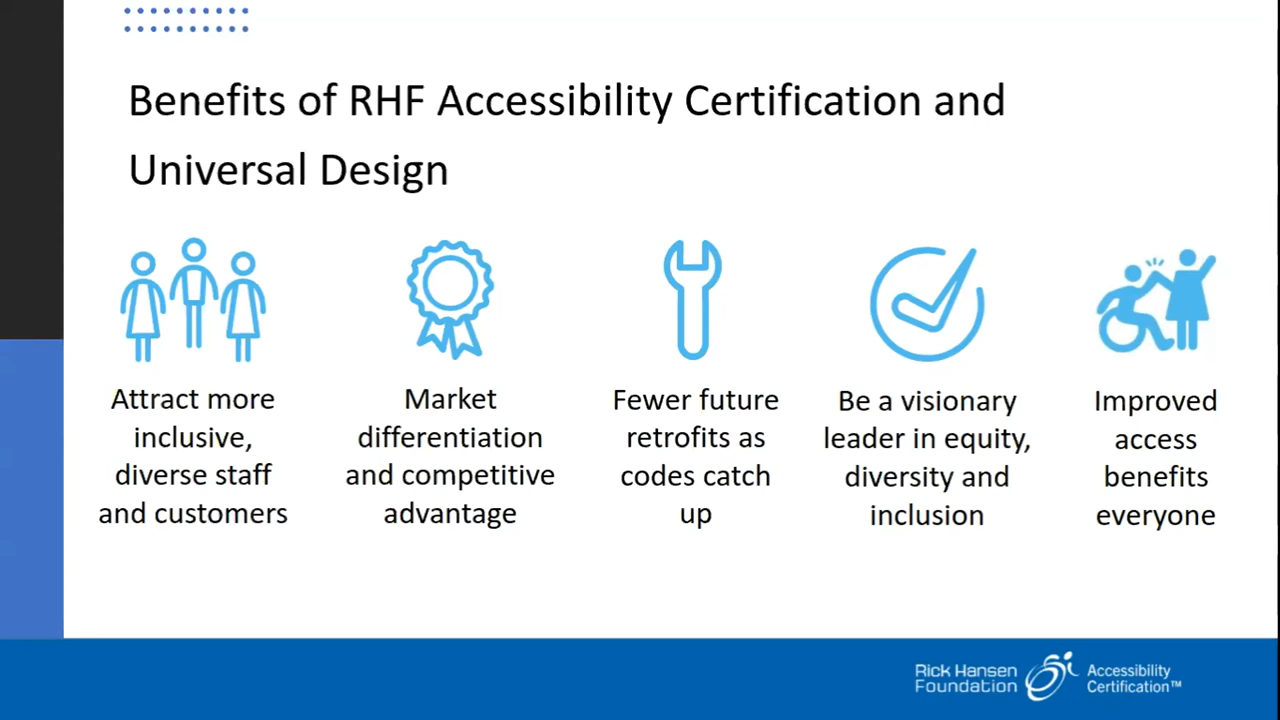 Benefits of RHF Accessibility Certification and
Universal Design
Attract more
inclusive,
diverse staff
and customers
Market
differentiation
and competitive
advantage
Fewer future
retrofits as
codes catch
up
Be a visionary
leader in equity,
diversity and
inclusion
Improved
access
benefits
everyone
Rick Hansen
Foundation
Accessibility
Certification™